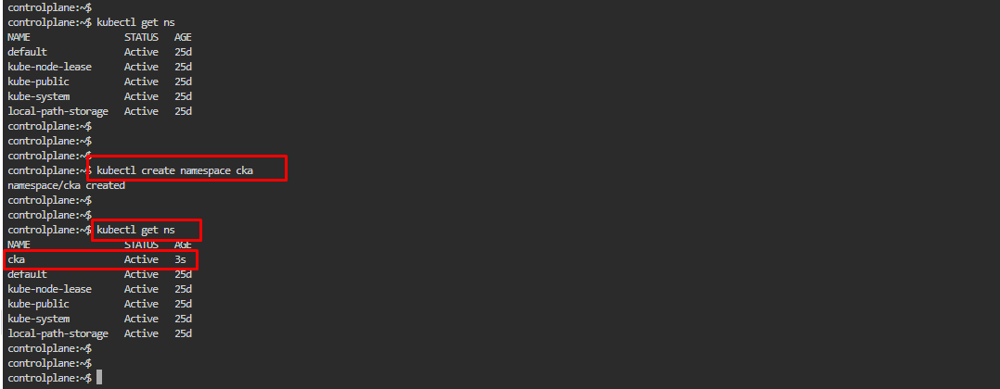 controlplane:~$
controlplane:~$ kubectl get ns
NAME STATUS AGE
default Active 25d
kube-node-lease Active 25d
kube-public Active 25d
kube-system Active 25d
local-path-storage Active 25d
controlplane:~$
controlplane:~$
controlplane:~$
controlplane:~$ kubectl create namespace cka
namespace/cka created
controlplane:~$
controlplane:~$
controlplane:~$ kubectl get ns
NAME STATUS AGE
cka Active 3s
default Active 25d
kube-node-lease Active 25d
kube-public Active 25d
kube-system Active 25d
local-path-storage Active 25d
controlplane:~$
controlplane:~$
controlplane:~$